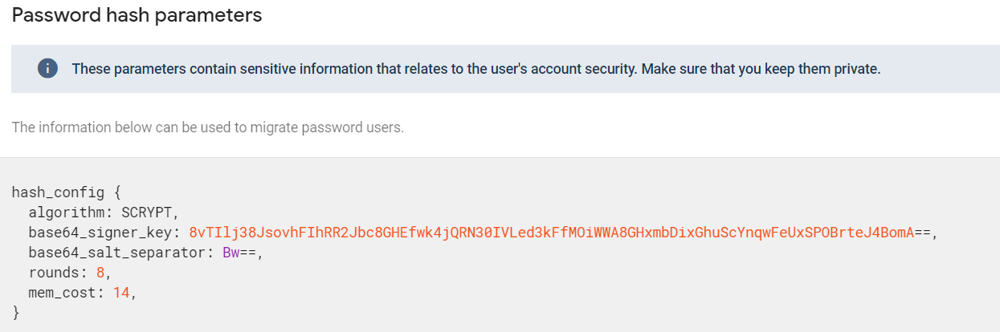 Password hash parameters
These parameters contain sensitive information that relates to the user's account security. Make sure that you keep them private.
The information below can be used to migrate password users.
hash_config {
  algorithm: SCRYPT,
  base64_signer_key: 8vTIlj38JsovhFIhRR2Jbc8GHEfwk4jQRN30IVLed3kFfMOiWWA8GHxmbDixGhuScYnqwFeUxSPOBrteJ4BomA==,
  base64_salt_separator: Bw==,
  rounds: 8,
  mem_cost: 14,
}